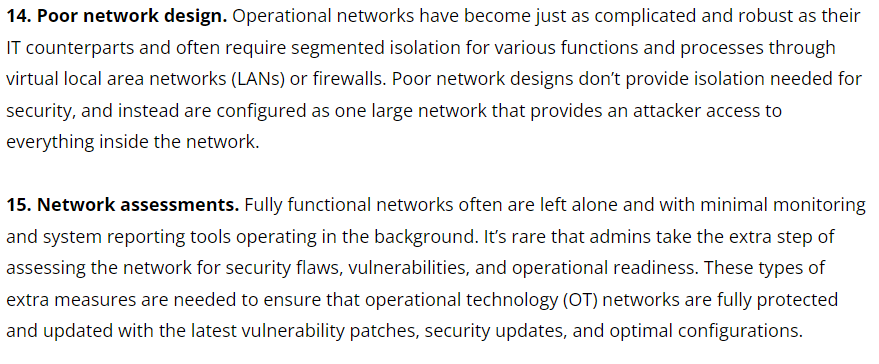 14. Poor network design. Operational networks have become just as complicated and robust as their
IT counterparts and often require segmented isolation for various functions and processes through
virtual local area networks (LANs) or firewalls. Poor network designs don’t provide isolation needed for
security, and instead are configured as one large network that provides an attacker access to
everything inside the network.
15. Network assessments. Fully functional networks often are left alone and with minimal monitoring
and system reporting tools operating in the background. It’s rare that admins take the extra step of
assessing the network for security flaws, vulnerabilities, and operational readiness. These types of
extra measures are needed to ensure that operational technology (OT) networks are fully protected
and updated with the latest vulnerability patches, security updates, and optimal configurations.